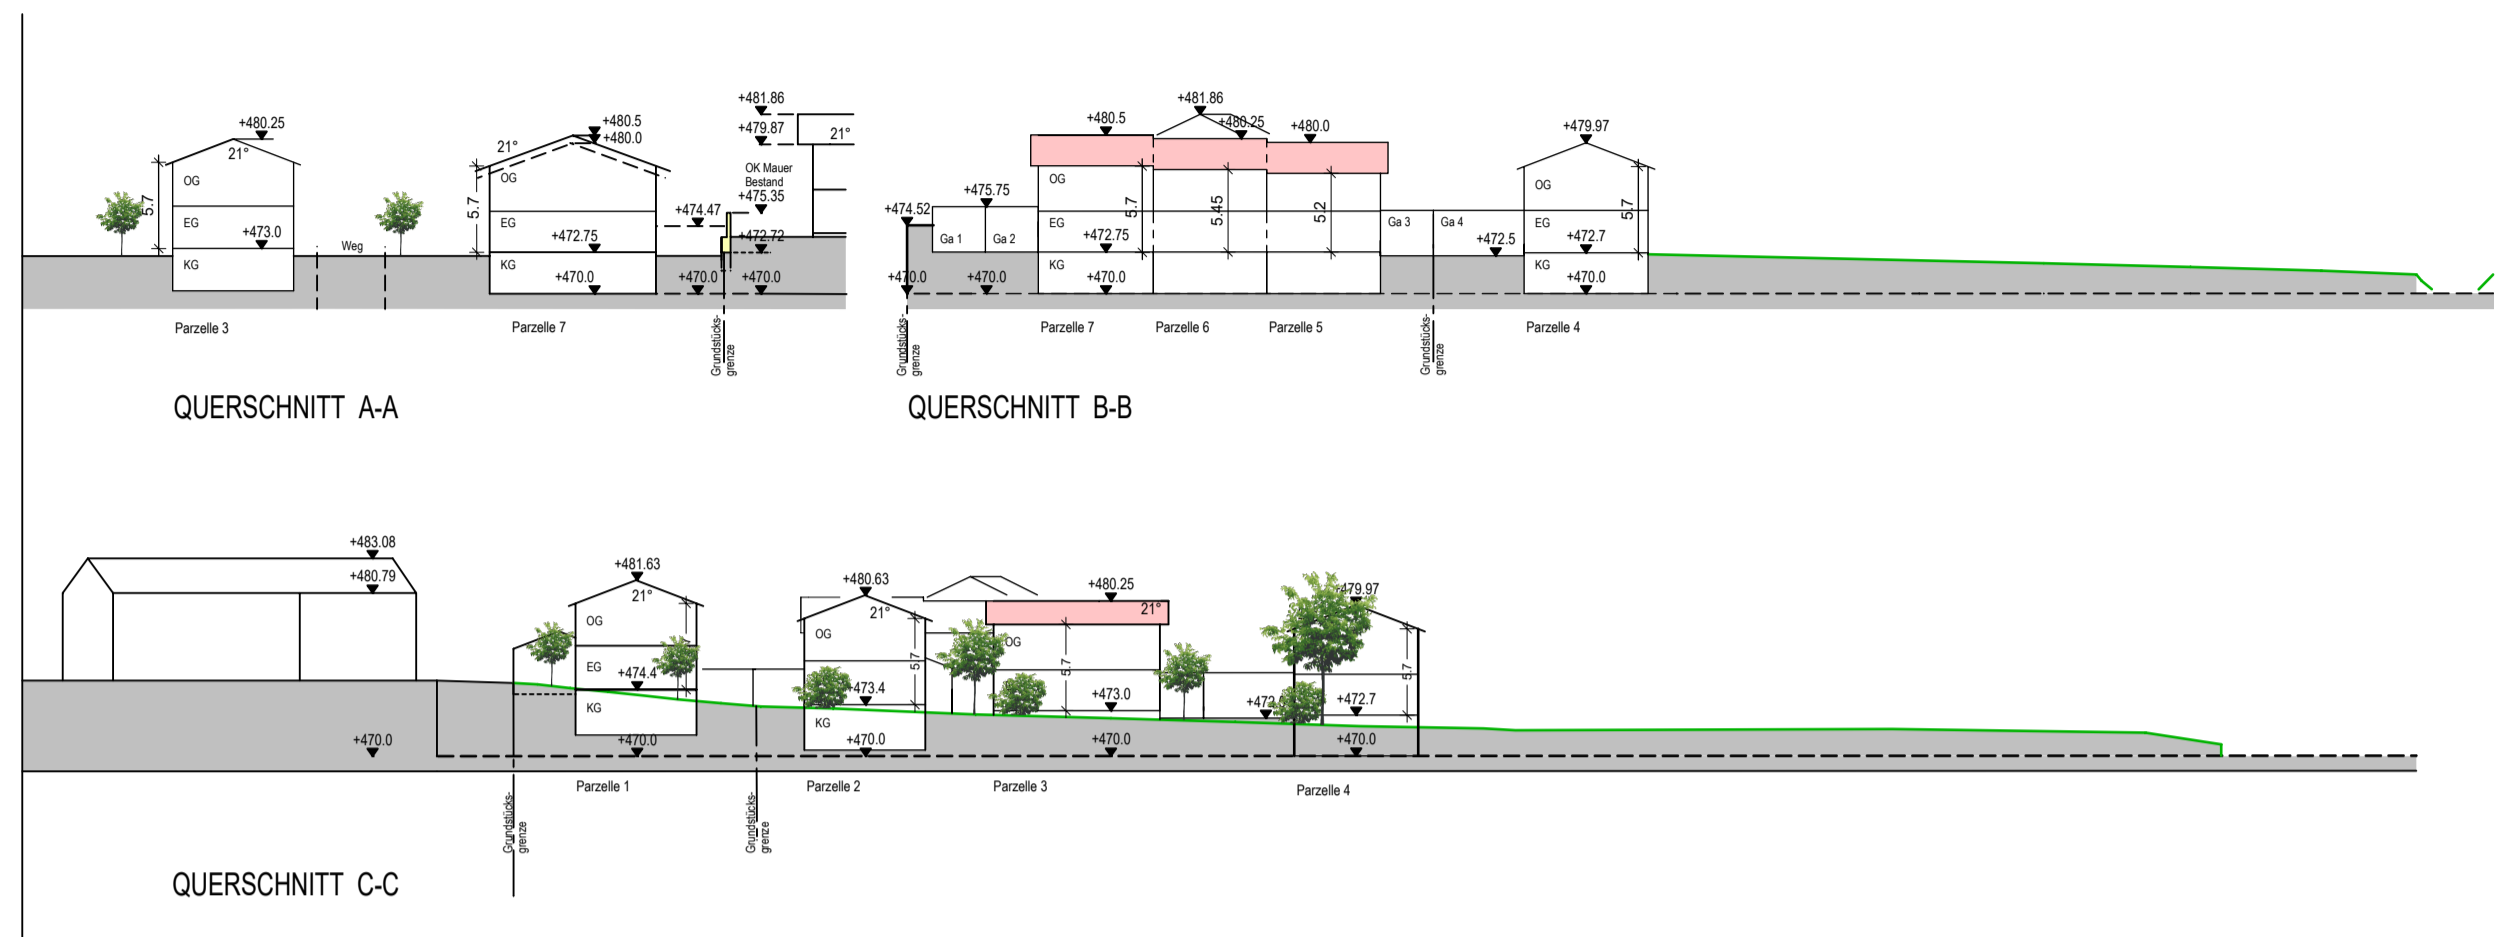 +480.25
21°
5.7
OG
EG
+473.0
KG
Weg
Parzelle 3
+480.5
+480.0
21°
OG
5.7
EG
+472.75
KG
+470.0
Parzelle 7
+481.86
+479.87
21°
OK Mauer
Bestand
+475.35
+474.47
+472.72
+470.0
+470.0
Grundstücks-
grenze
QUERSCHNITT A-A
+474.52
+475.75
Ga 1
Ga 2
+470.0
+470.0
Grundstücks-
grenze
+480.5
+481.86
+480.25
+480.0
OG
EG
+472.75
KG
+470.0
5.7
5.45
5.2
Parzelle 7
Parzelle 6
Parzelle 5
Ga 3
Ga 4
+472.5
Grundstücks-
grenze
+479.97
OG
EG
5.7
+472.7
KG
+470.0
Parzelle 4
QUERSCHNITT B-B
+483.08
+480.79
+470.0
+481.63
21°
OG
EG
+474.4
KG
+470.0
Parzelle 1
Grundstücks-
grenze
+480.63
21°
OG
5.7
+473.4
KG
+470.0
Parzelle 2
Grundstücks-
grenze
+480.25
21°
OG
5.7
+473.0
+470.0
Parzelle 3
+479.97
5.7
+472.7
+470.0
Parzelle 4
QUERSCHNITT C-C